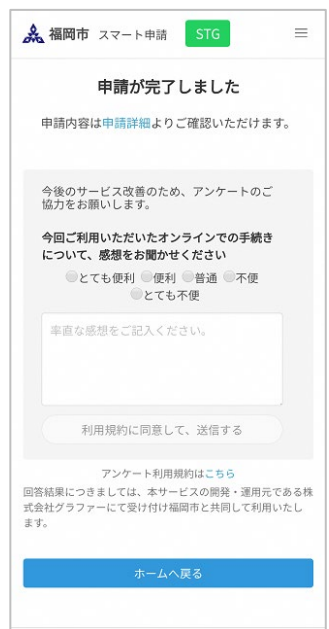 福岡市 スマート申請 STG
申請が完了しました
申請内容は申請詳細よりご確認いただけます。
今後のサービス改善のため、アンケートのご
協力をお願いします。
今回ご利用いただいたオンラインでの手続き
について、感想をお聞かせください
とても便利 便利 普通 不便
とても不便
率直な感想をご記入ください。
利用規約に同意して、送信する
アンケート利用規約はこちら
回答結果につきましては、本サービスの開発・運用元である株
式会社グラファーにて受け付け福岡市と共同して利用いたし
ます。
ホームへ戻る